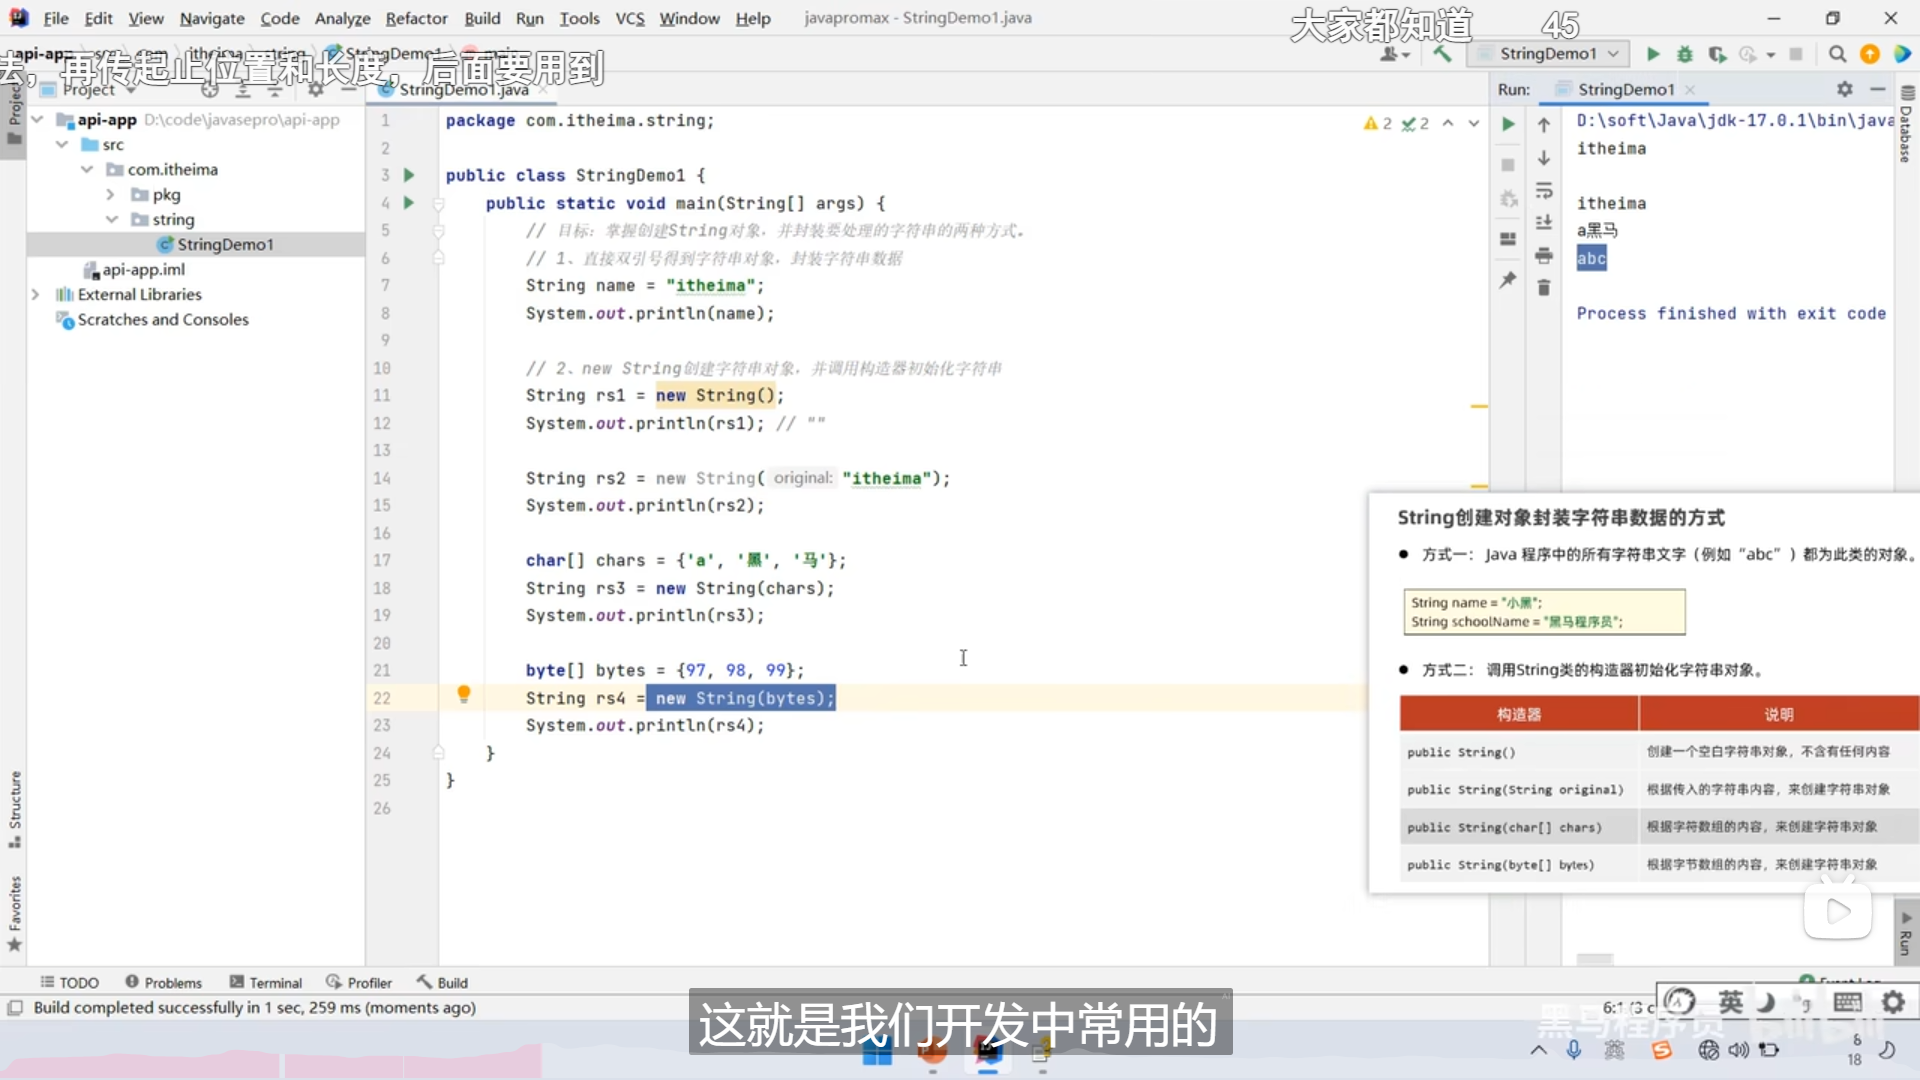 File Edit View Navigate Code Analyze Refactor Build Run Tools VCS Window Help javapromax - StringDemo1.java
大家都知道 45
再传起止位置和长度，后面要用到
StringDemo1
Project
StringDemo1.java
Run: StringDemo1
Project
api-app D:\code\javasepro\api-app
src
com.itheima
pkg
string
StringDemo1
api-app.iml
External Libraries
Scratches and Consoles
Structure
Favorites
2 2
1 package com.itheima.string;
2
3 public class StringDemo1 {
4 public static void main(String[] args) {
5 // 目标：掌握创建String对象，并封装要处理的字符串的两种方式。
6 // 1、直接双引号得到字符串对象，封装字符串数据
7 String name = "itheima";
8 System.out.println(name);
9
10 // 2、new String创建字符串对象，并调用构造器初始化字符串
11 String rs1 = new String();
12 System.out.println(rs1); // ""
13
14 String rs2 = new String( original: "itheima");
15 System.out.println(rs2);
16
17 char[] chars = {'a', '黑', '马'};
18 String rs3 = new String(chars);
19 System.out.println(rs3);
20
21 byte[] bytes = {97, 98, 99};
22 String rs4 = new String(bytes);
23 System.out.println(rs4);
24 }
25 }
26
D:\soft\Java\jdk-17.0.1\bin\java
itheima
itheima
a黑马
abc
Process finished with exit code
Database
String创建对象封装字符串数据的方式
● 方式一： Java 程序中的所有字符串文字（例如“abc”）都为此类的对象。
String name = "小黑";
String schoolName = "黑马程序员";
● 方式二： 调用String类的构造器初始化字符串对象。
构造器 说明
public String() 创建一个空白字符串对象，不含有任何内容
public String(String original) 根据传入的字符串内容，来创建字符串对象
public String(char[] chars) 根据字符数组的内容，来创建字符串对象
public String(byte[] bytes) 根据字节数组的内容，来创建字符串对象
Run
TODO Problems Terminal Profiler Build
Build completed successfully in 1 sec, 259 ms (moments ago)
这就是我们开发中常用的
英
黑马程序员
18